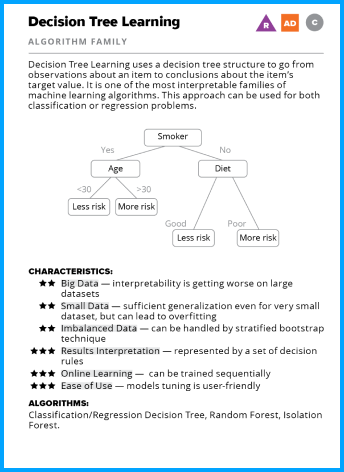 Decision Tree Learning
R AD C
ALGORITHM FAMILY
Decision Tree Learning uses a decision tree structure to go from
observations about an item to conclusions about the item's
target value. It is one of the most interpretable families of
machine learning algorithms. This approach can be used for both
classification or regression problems.
Smoker
Yes No
Age Diet
<30 >30
Less risk More risk
Good Poor
Less risk More risk
CHARACTERISTICS:
★★ Big Data — interpretability is getting worse on large
datasets
★★ Small Data — sufficient generalization even for very small
dataset, but can lead to overfitting
★★ Imbalanced Data — can be handled by stratified bootstrap
technique
★★★ Results Interpretation — represented by a set of decision
rules
★★★ Online Learning — can be trained sequentially
★★★ Ease of Use — models tuning is user-friendly
ALGORITHMS:
Classification/Regression Decision Tree, Random Forest, Isolation
Forest.